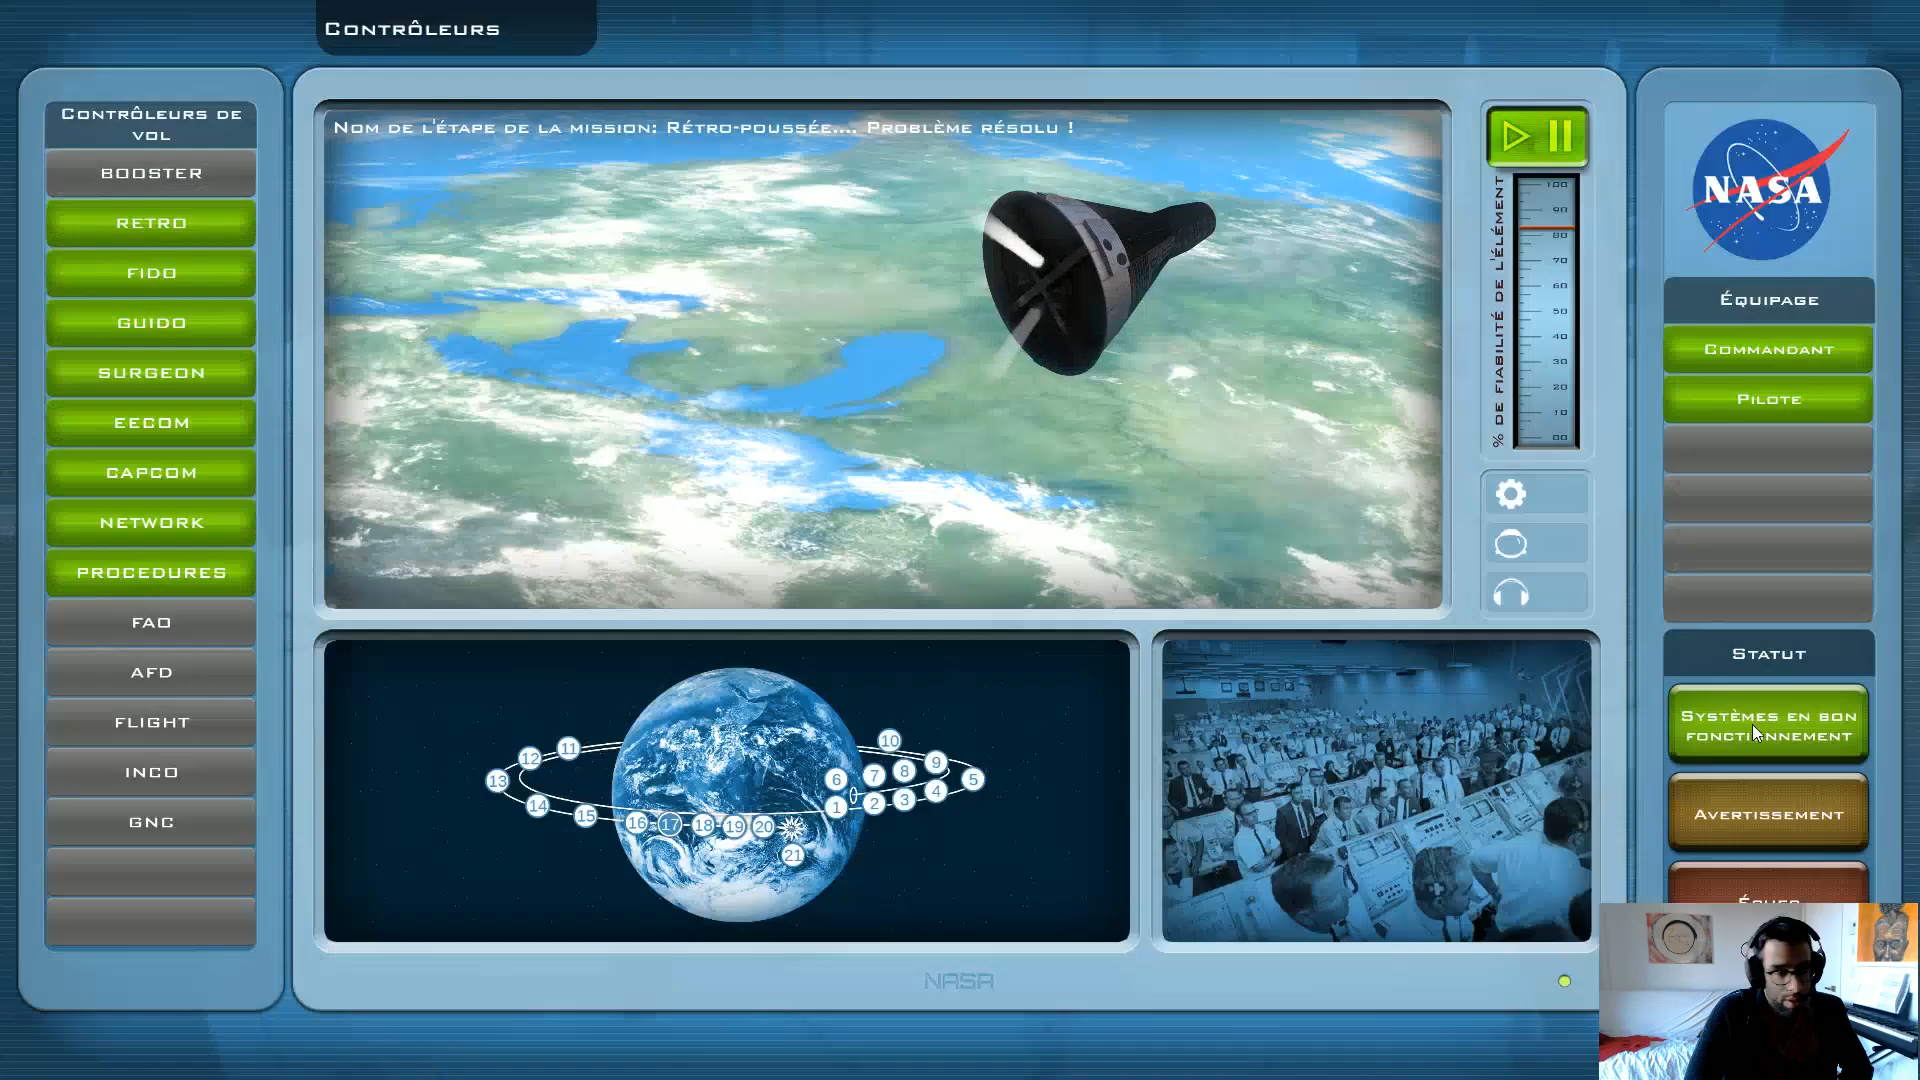 Contrôleurs
Contrôleurs de
vol
BOOSTER
RETRO
FIDO
GUIDO
SURGEON
EECOM
CAPCOM
NETWORK
PROCEDURES
FAO
AFD
FLIGHT
INCO
GNC
Nom de l'étape de la mission: Rétro-poussée.... Problème résolu !
% de fiabilité de l'élément
100
90
80
70
60
50
40
30
20
10
00
10
11
12
13
14
15
16
17
18
19
20
21
6
7
8
9
5
1
2
3
4
NASA
NASA
Équipage
Commandant
Pilote
Statut
Systèmes en bon
fonctionnement
Avertissement